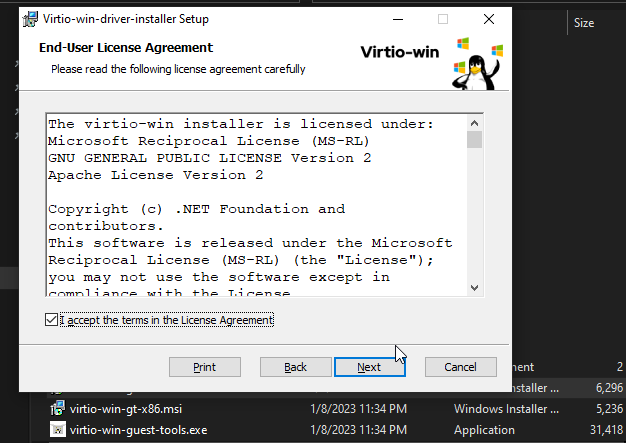 Virtio-win-driver-installer Setup
Size
End-User License Agreement
Virtio-win
Please read the following license agreement carefully
The virtio-win installer is licensed under:
Microsoft Reciprocal License (MS-RL)
GNU GENERAL PUBLIC LICENSE Version 2
Apache License Version 2
Copyright (c) .NET Foundation and
contributors.
This software is released under the Microsoft
Reciprocal License (MS-RL) (the "License");
you may not use the software except in
compliance with the License
I accept the terms in the License Agreement
Print Back Next Cancel
2
nstaller ... 6,296
virtio-win-gt-x86.msi 1/8/2023 11:34 PM Windows Installer ... 5,236
virtio-win-guest-tools.exe 1/8/2023 11:34 PM Application 31,418